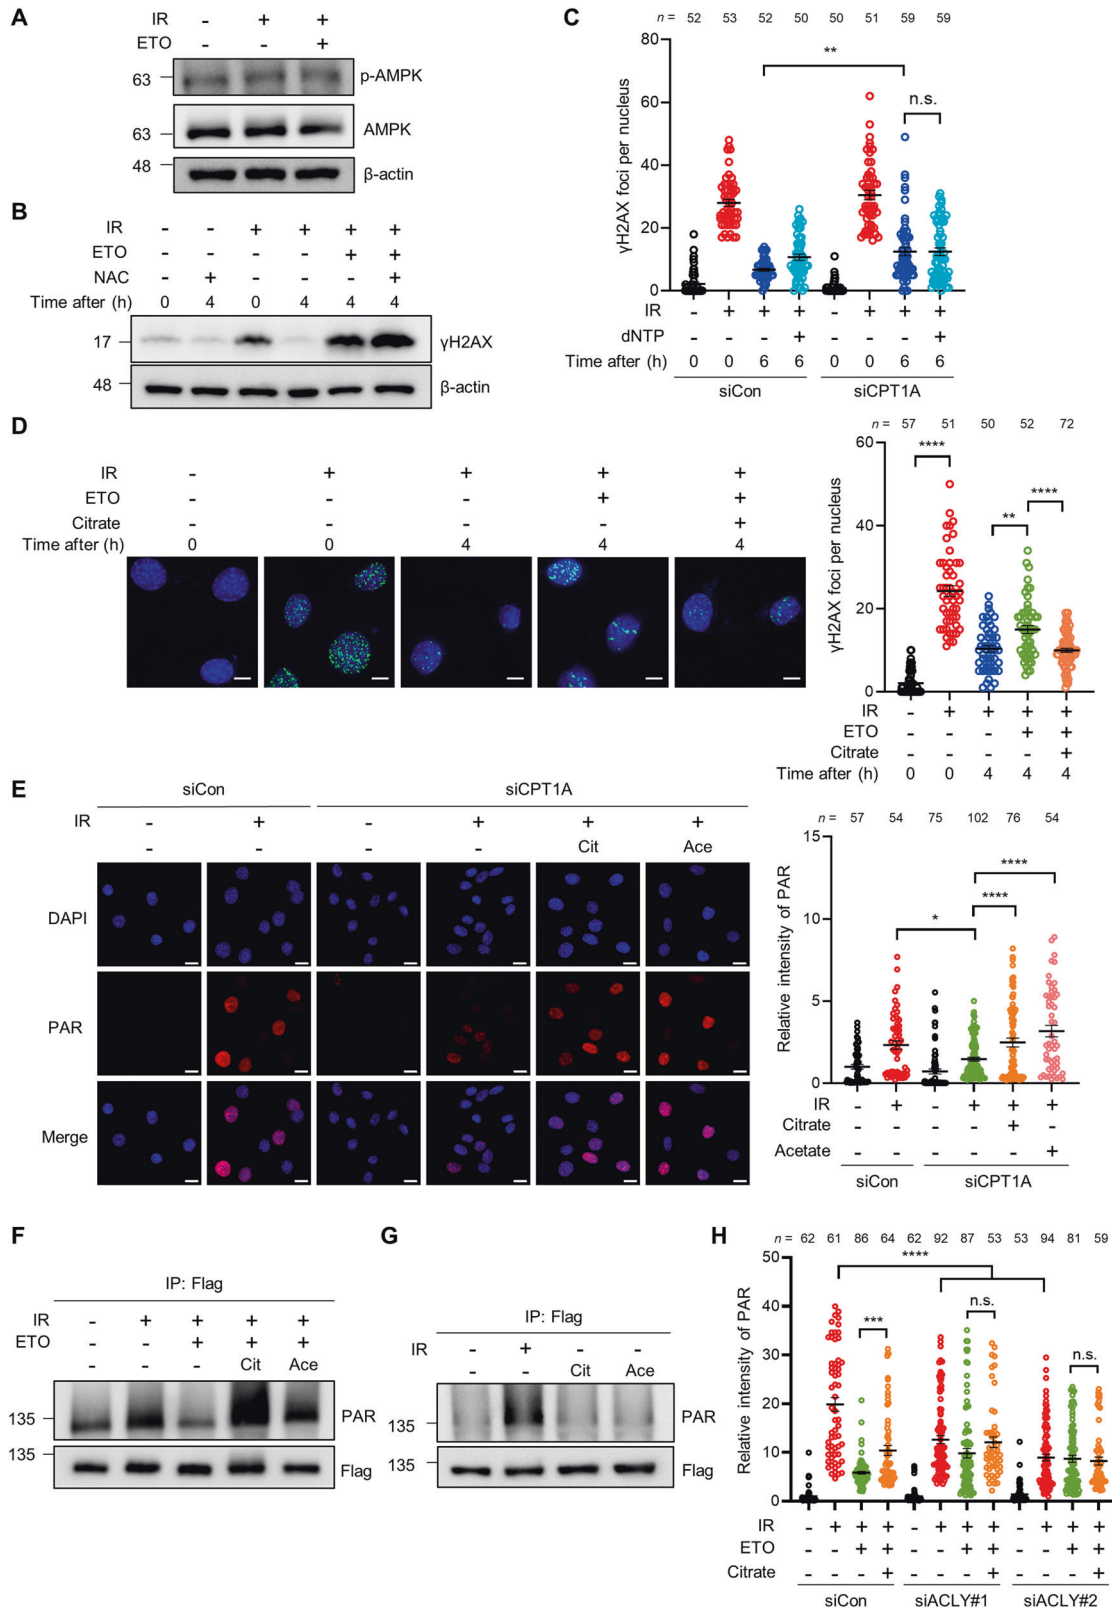 A
IR - + +
ETO - - +
63 p-AMPK
63 AMPK
48 β-actin
B
IR - - + + + +
ETO - - - - + +
NAC - + - - - +
Time after (h) 0 4 0 4 4 4
17 γH2AX
48 β-actin
C
n = 52 53 52 50 50 51 59 59
γH2AX foci per nucleus
80
60
40
20
0
**
n.s.
IR - + + + - + + +
dNTP - - - + - - - +
Time after (h) 0 0 6 6 0 0 6 6
siCon siCPT1A
D
IR - + + + +
ETO - - - + +
Citrate - - - - +
Time after (h) 0 0 4 4 4
n = 57 51 50 52 72
γH2AX foci per nucleus
60
40
20
0
**** ** ****
IR - + + + +
ETO - - - + +
Citrate - - - - +
Time after (h) 0 0 4 4 4
E
siCon siCPT1A
IR - + - + + +
- - - - Cit Ace
DAPI
PAR
Merge
n = 57 54 75 102 76 54
Relative intensity of PAR
15
10
5
0
* **** ****
IR - + - + + +
Citrate - - - - + -
Acetate - - - - - +
siCon siCPT1A
F
IP: Flag
IR - + + + +
ETO - - + + +
- - - Cit Ace
135 PAR
135 Flag
G
IP: Flag
IR - + - -
- - Cit Ace
135 PAR
135 Flag
H
n = 62 61 86 64 62 92 87 53 53 94 81 59
Relative intensity of PAR
50
40
30
20
10
0
****
*** n.s. n.s.
IR - + + + - + + + - + + +
ETO - - + + - - + + - - + +
Citrate - - - + - - - + - - - +
siCon siACLY#1 siACLY#2